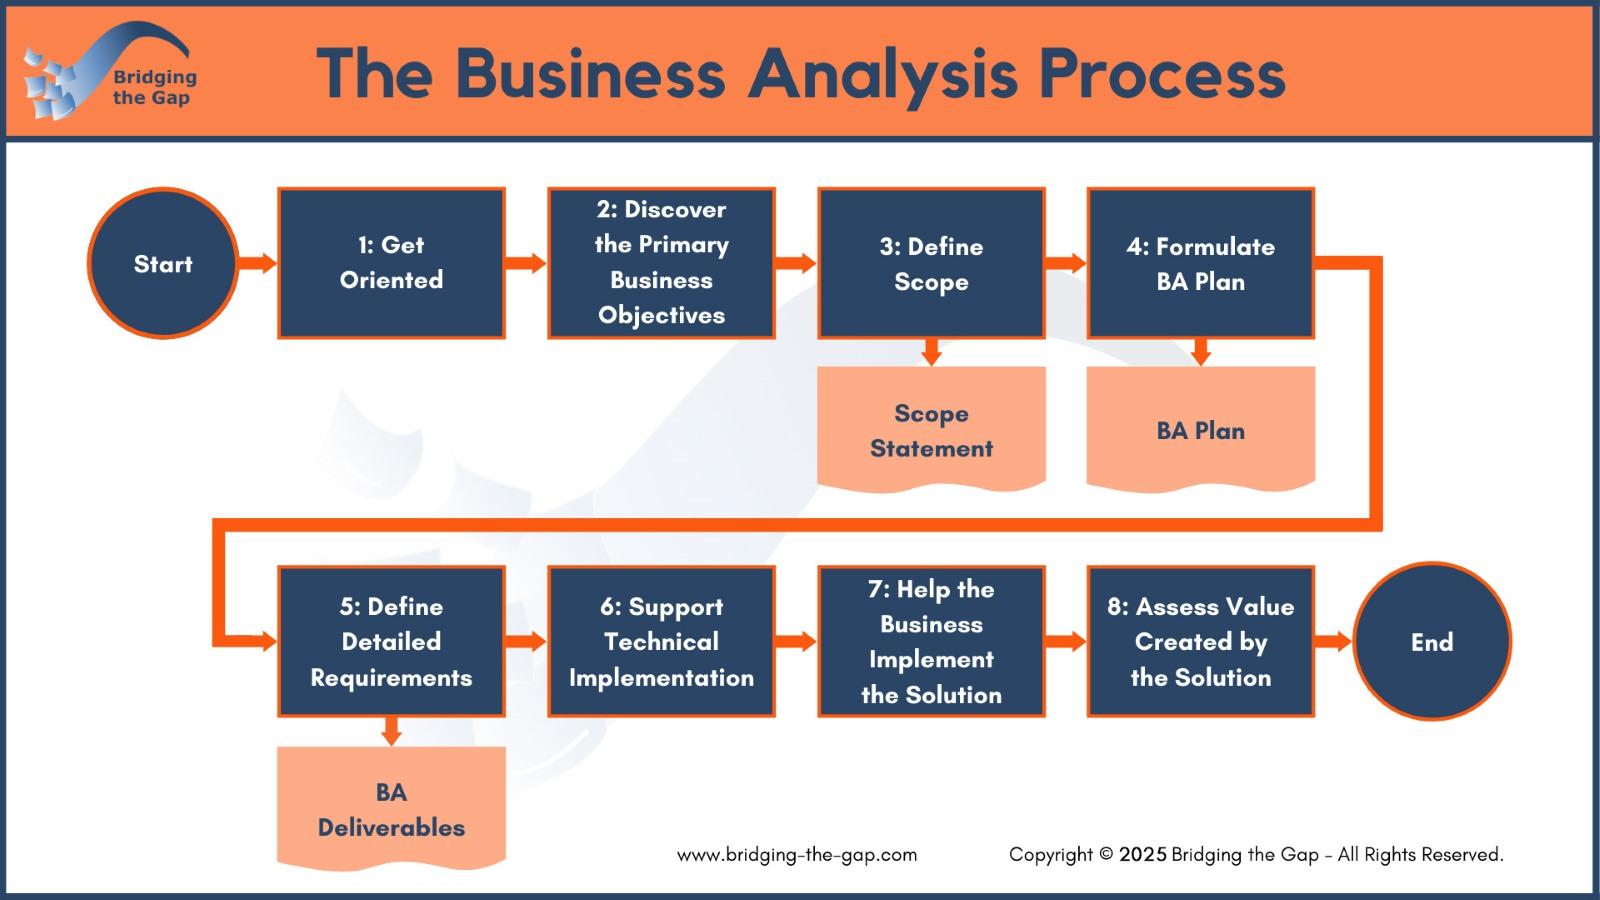 Bridging
the Gap
The Business Analysis Process
Start
1: Get
Oriented
2: Discover
the Primary
Business
Objectives
3: Define
Scope
4: Formulate
BA Plan
Scope
Statement
BA Plan
5: Define
Detailed
Requirements
6: Support
Technical
Implementation
7: Help the
Business
Implement
the Solution
8: Assess Value
Created by
the Solution
End
BA
Deliverables
www.bridging-the-gap.com
Copyright © 2025 Bridging the Gap - All Rights Reserved.